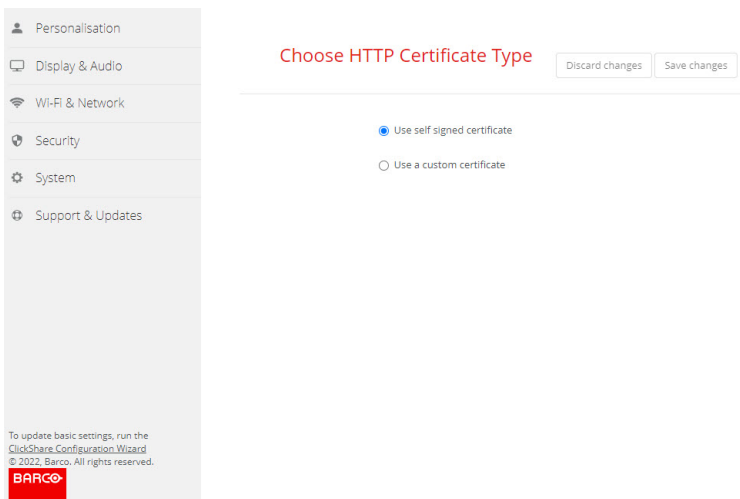 Personalisation
Display & Audio
Wi-Fi & Network
Security
System
Support & Updates
Choose HTTP Certificate Type
Discard changes
Save changes
Use self signed certificate
Use a custom certificate
To update basic settings, run the
ClickShare Configuration Wizard
© 2022, Barco. All rights reserved.
BARCO